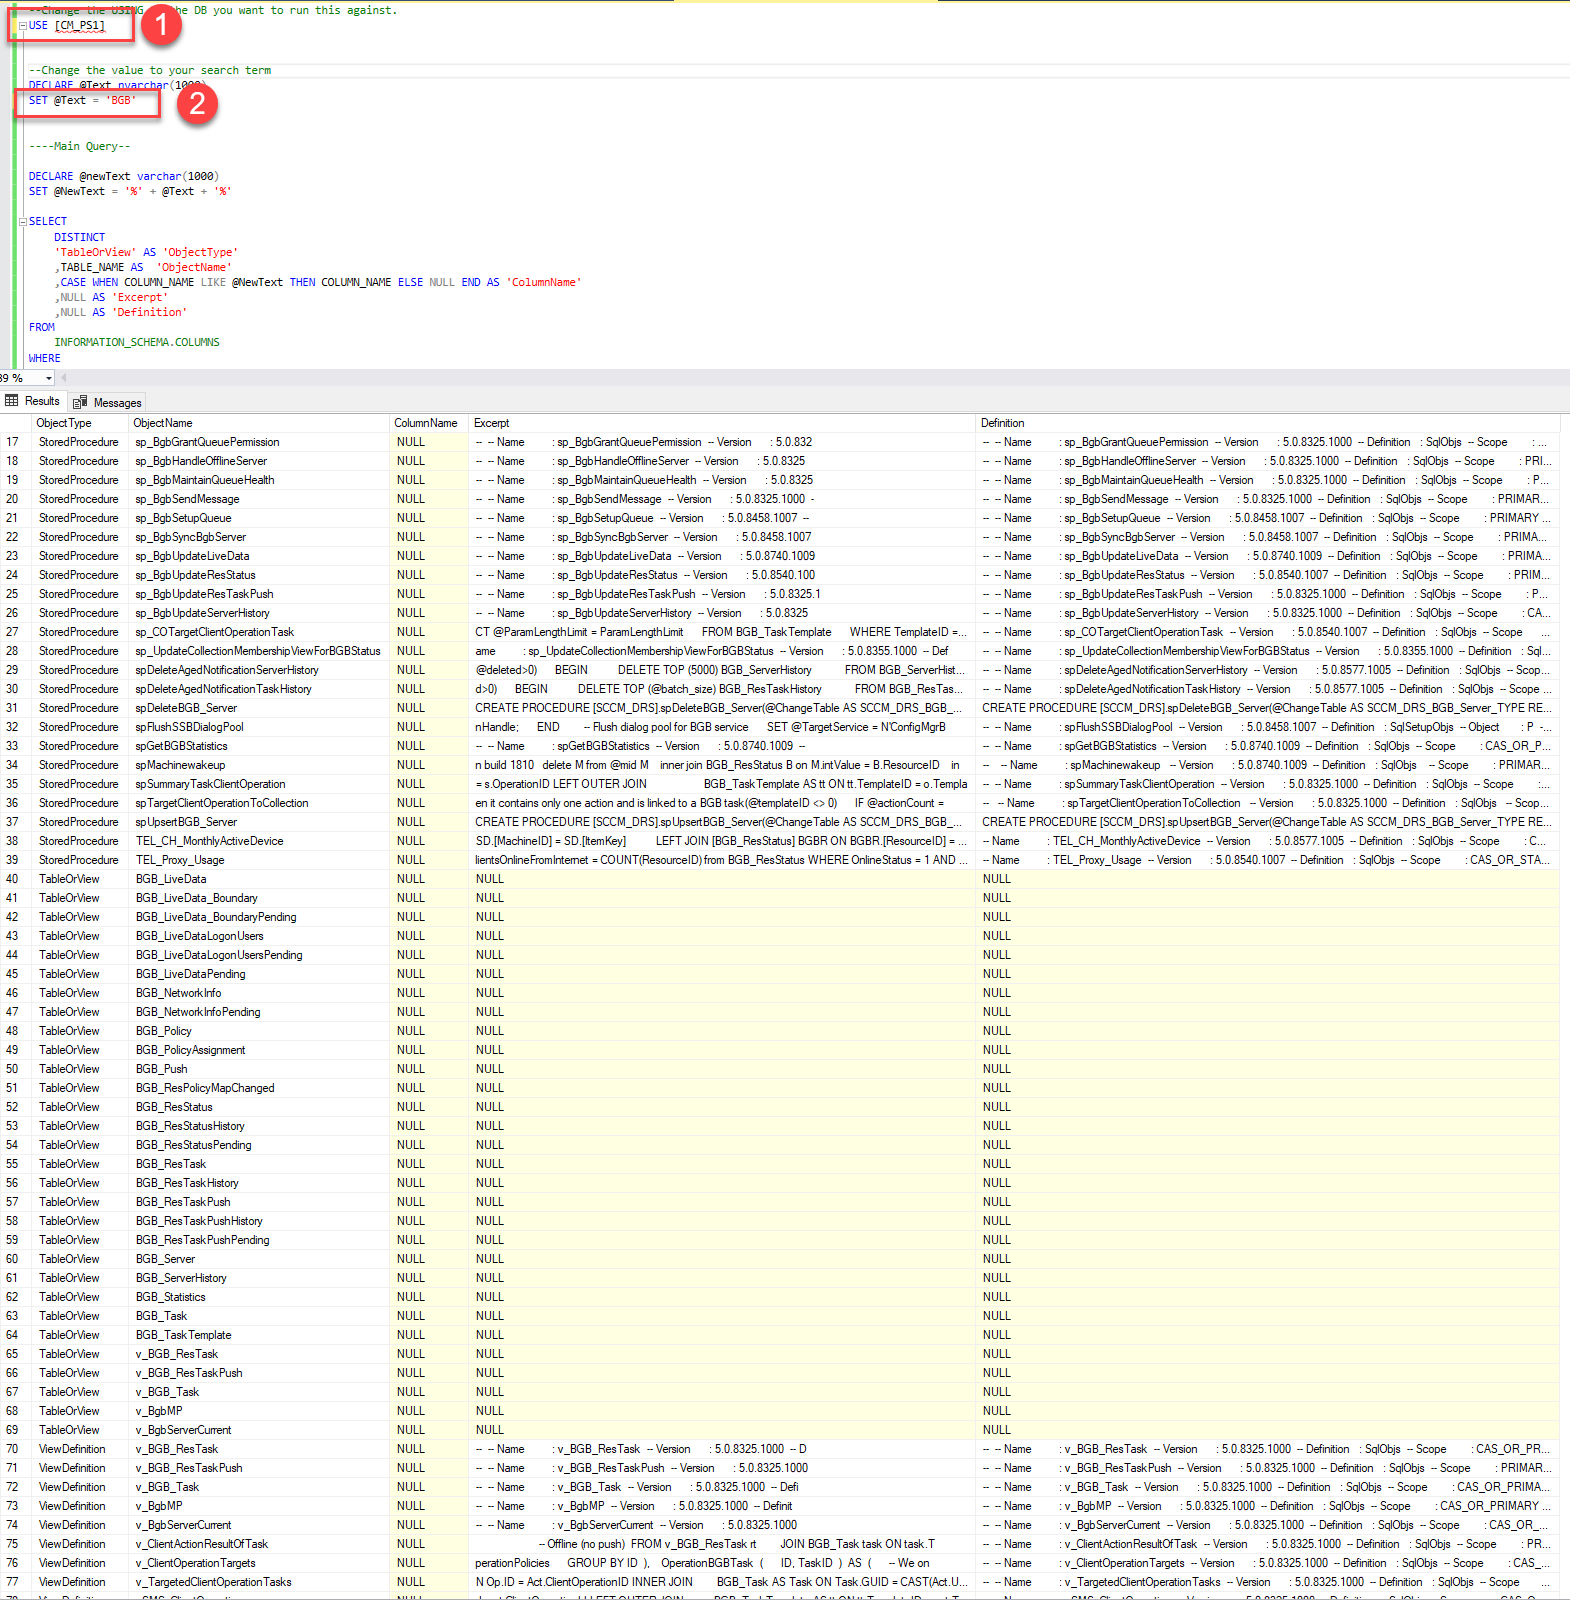 --Change the USING he DB you want to run this against.
USE [CM_PS1]
1
--Change the value to your search term
DECLARE @Text nvarchar(1000)
SET @Text = 'BGB'
2
----Main Query--
DECLARE @newText varchar(1000)
SET @NewText = '%' + @Text + '%'
SELECT
DISTINCT
'TableOrView' AS 'ObjectType'
,TABLE_NAME AS 'ObjectName'
,CASE WHEN COLUMN_NAME LIKE @NewText THEN COLUMN_NAME ELSE NULL END AS 'ColumnName'
,NULL AS 'Excerpt'
,NULL AS 'Definition'
FROM
INFORMATION_SCHEMA.COLUMNS
WHERE
89 %
Results Messages
ObjectType ObjectName ColumnName Excerpt Definition
17 StoredProcedure sp_BgbGrantQueuePermission NULL -- -- Name : sp_BgbGrantQueuePermission -- Version : 5.0.832 -- -- Name : sp_BgbGrantQueuePermission -- Version : 5.0.8325.1000 -- Definition : SqlObjs -- Scope : ...
18 StoredProcedure sp_BgbHandleOfflineServer NULL -- -- Name : sp_BgbHandleOfflineServer -- Version : 5.0.8325 -- -- Name : sp_BgbHandleOfflineServer -- Version : 5.0.8325.1000 -- Definition : SqlObjs -- Scope : PRI...
19 StoredProcedure sp_BgbMaintainQueueHealth NULL -- -- Name : sp_BgbMaintainQueueHealth -- Version : 5.0.8325 -- -- Name : sp_BgbMaintainQueueHealth -- Version : 5.0.8325.1000 -- Definition : SqlObjs -- Scope : P...
20 StoredProcedure sp_BgbSendMessage NULL -- -- Name : sp_BgbSendMessage -- Version : 5.0.8325.1000 - -- -- Name : sp_BgbSendMessage -- Version : 5.0.8325.1000 -- Definition : SqlObjs -- Scope : PRIMAR...
21 StoredProcedure sp_BgbSetupQueue NULL -- -- Name : sp_BgbSetupQueue -- Version : 5.0.8458.1007 -- -- -- Name : sp_BgbSetupQueue -- Version : 5.0.8458.1007 -- Definition : SqlObjs -- Scope : PRIMARY ...
22 StoredProcedure sp_BgbSyncBgbServer NULL -- -- Name : sp_BgbSyncBgbServer -- Version : 5.0.8458.1007 -- -- Name : sp_BgbSyncBgbServer -- Version : 5.0.8458.1007 -- Definition : SqlObjs -- Scope : PRIMA...
23 StoredProcedure sp_BgbUpdateLiveData NULL -- -- Name : sp_BgbUpdateLiveData -- Version : 5.0.8740.1009 -- -- Name : sp_BgbUpdateLiveData -- Version : 5.0.8740.1009 -- Definition : SqlObjs -- Scope : PRIMA...
24 StoredProcedure sp_BgbUpdateResStatus NULL -- -- Name : sp_BgbUpdateResStatus -- Version : 5.0.8540.100 -- -- Name : sp_BgbUpdateResStatus -- Version : 5.0.8540.1007 -- Definition : SqlObjs -- Scope : PRIM...
25 StoredProcedure sp_BgbUpdateResTaskPush NULL -- -- Name : sp_BgbUpdateResTaskPush -- Version : 5.0.8325.1 -- -- Name : sp_BgbUpdateResTaskPush -- Version : 5.0.8325.1000 -- Definition : SqlObjs -- Scope : P...
26 StoredProcedure sp_BgbUpdateServerHistory NULL -- -- Name : sp_BgbUpdateServerHistory -- Version : 5.0.8325 -- -- Name : sp_BgbUpdateServerHistory -- Version : 5.0.8325.1000 -- Definition : SqlObjs -- Scope : CA...
27 StoredProcedure sp_COTargetClientOperationTask NULL CT @ParamLengthLimit = ParamLengthLimit FROM BGB_TaskTemplate WHERE TemplateID =... -- -- Name : sp_COTargetClientOperationTask -- Version : 5.0.8540.1007 -- Definition : SqlObjs -- Scope : ...
28 StoredProcedure sp_UpdateCollectionMembershipViewForBGBStatus NULL ame : sp_UpdateCollectionMembershipViewForBGBStatus -- Version : 5.0.8355.1000 -- Def -- -- Name : sp_UpdateCollectionMembershipViewForBGBStatus -- Version : 5.0.8355.1000 -- Definition : Sql...
29 StoredProcedure spDeleteAgedNotificationServerHistory NULL @deleted>0) BEGIN DELETE TOP (5000) BGB_ServerHistory FROM BGB_ServerHist... -- -- Name : spDeleteAgedNotificationServerHistory -- Version : 5.0.8577.1005 -- Definition : SqlObjs -- Scop...
30 StoredProcedure spDeleteAgedNotificationTaskHistory NULL d>0) BEGIN DELETE TOP (@batch_size) BGB_ResTaskHistory FROM BGB_ResTas... -- -- Name : spDeleteAgedNotificationTaskHistory -- Version : 5.0.8577.1005 -- Definition : SqlObjs -- Scope ...
31 StoredProcedure spDeleteBGB_Server NULL CREATE PROCEDURE [SCCM_DRS].spDeleteBGB_Server(@ChangeTable AS SCCM_DRS_BGB_... CREATE PROCEDURE [SCCM_DRS].spDeleteBGB_Server(@ChangeTable AS SCCM_DRS_BGB_Server_TYPE RE...
32 StoredProcedure spFlushSSBDialogPool NULL nHandle; END -- Flush dialog pool for BGB service SET @TargetService = N'ConfigMgrB -- -- Name : spFlushSSBDialogPool -- Version : 5.0.8458.1007 -- Definition : SqlSetupObjs -- Object : P -...
33 StoredProcedure spGetBGBStatistics NULL -- -- Name : spGetBGBStatistics -- Version : 5.0.8740.1009 -- -- -- Name : spGetBGBStatistics -- Version : 5.0.8740.1009 -- Definition : SqlObjs -- Scope : CAS_OR_P...
34 StoredProcedure spMachinewakeup NULL n build 1810 delete M from @mid M inner join BGB_ResStatus B on M.intValue = B.ResourceID in -- -- Name : spMachinewakeup -- Version : 5.0.8740.1009 -- Definition : SqlObjs -- Scope : PRIMAR...
35 StoredProcedure spSummaryTaskClientOperation NULL = s.OperationID LEFT OUTER JOIN BGB_TaskTemplate AS tt ON tt.TemplateID = o.Templa -- -- Name : spSummaryTaskClientOperation -- Version : 5.0.8325.1000 -- Definition : SqlObjs -- Scope : ...
36 StoredProcedure spTargetClientOperationToCollection NULL en it contains only one action and is linked to a BGB task(@templateID <> 0) IF @actionCount = -- -- Name : spTargetClientOperationToCollection -- Version : 5.0.8325.1000 -- Definition : SqlObjs -- Scop...
37 StoredProcedure spUpsertBGB_Server NULL CREATE PROCEDURE [SCCM_DRS].spUpsertBGB_Server(@ChangeTable AS SCCM_DRS_BGB_... CREATE PROCEDURE [SCCM_DRS].spUpsertBGB_Server(@ChangeTable AS SCCM_DRS_BGB_Server_TYPE RE...
38 StoredProcedure TEL_CH_MonthlyActiveDevice NULL SD.[MachineID] = SD.[ItemKey] LEFT JOIN [BGB_ResStatus] BGBR ON BGBR.[ResourceID] = ... -- Name : TEL_CH_MonthlyActiveDevice -- Version : 5.0.8577.1005 -- Definition : SqlObjs -- Scope : C...
39 StoredProcedure TEL_Proxy_Usage NULL lientsOnlineFromInternet = COUNT(ResourceID) from BGB_ResStatus WHERE OnlineStatus = 1 AND ... -- Name : TEL_Proxy_Usage -- Version : 5.0.8540.1007 -- Definition : SqlObjs -- Scope : CAS_OR_STA...
40 TableOrView BGB_LiveData NULL NULL NULL
41 TableOrView BGB_LiveData_Boundary NULL NULL NULL
42 TableOrView BGB_LiveData_BoundaryPending NULL NULL NULL
43 TableOrView BGB_LiveDataLogonUsers NULL NULL NULL
44 TableOrView BGB_LiveDataLogonUsersPending NULL NULL NULL
45 TableOrView BGB_LiveDataPending NULL NULL NULL
46 TableOrView BGB_NetworkInfo NULL NULL NULL
47 TableOrView BGB_NetworkInfoPending NULL NULL NULL
48 TableOrView BGB_Policy NULL NULL NULL
49 TableOrView BGB_PolicyAssignment NULL NULL NULL
50 TableOrView BGB_Push NULL NULL NULL
51 TableOrView BGB_ResPolicyMapChanged NULL NULL NULL
52 TableOrView BGB_ResStatus NULL NULL NULL
53 TableOrView BGB_ResStatusHistory NULL NULL NULL
54 TableOrView BGB_ResStatusPending NULL NULL NULL
55 TableOrView BGB_ResTask NULL NULL NULL
56 TableOrView BGB_ResTaskHistory NULL NULL NULL
57 TableOrView BGB_ResTaskPush NULL NULL NULL
58 TableOrView BGB_ResTaskPushHistory NULL NULL NULL
59 TableOrView BGB_ResTaskPushPending NULL NULL NULL
60 TableOrView BGB_Server NULL NULL NULL
61 TableOrView BGB_ServerHistory NULL NULL NULL
62 TableOrView BGB_Statistics NULL NULL NULL
63 TableOrView BGB_Task NULL NULL NULL
64 TableOrView BGB_TaskTemplate NULL NULL NULL
65 TableOrView v_BGB_ResTask NULL NULL NULL
66 TableOrView v_BGB_ResTaskPush NULL NULL NULL
67 TableOrView v_BGB_Task NULL NULL NULL
68 TableOrView v_BgbMP NULL NULL NULL
69 TableOrView v_BgbServerCurrent NULL NULL NULL
70 ViewDefinition v_BGB_ResTask NULL -- -- Name : v_BGB_ResTask -- Version : 5.0.8325.1000 -- D -- -- Name : v_BGB_ResTask -- Version : 5.0.8325.1000 -- Definition : SqlObjs -- Scope : CAS_OR_PR...
71 ViewDefinition v_BGB_ResTaskPush NULL -- -- Name : v_BGB_ResTaskPush -- Version : 5.0.8325.1000 -- -- Name : v_BGB_ResTaskPush -- Version : 5.0.8325.1000 -- Definition : SqlObjs -- Scope : PRIMAR...
72 ViewDefinition v_BGB_Task NULL -- -- Name : v_BGB_Task -- Version : 5.0.8325.1000 -- Defi -- -- Name : v_BGB_Task -- Version : 5.0.8325.1000 -- Definition : SqlObjs -- Scope : CAS_OR_PRIMA...
73 ViewDefinition v_BgbMP NULL -- -- Name : v_BgbMP -- Version : 5.0.8325.1000 -- Definit -- -- Name : v_BgbMP -- Version : 5.0.8325.1000 -- Definition : SqlObjs -- Scope : CAS_OR_PRIMARY ...
74 ViewDefinition v_BgbServerCurrent NULL -- -- Name : v_BgbServerCurrent -- Version : 5.0.8325.1000 -- -- Name : v_BgbServerCurrent -- Version : 5.0.8325.1000 -- Definition : SqlObjs -- Scope : CAS_OR_...
75 ViewDefinition v_ClientActionResultOfTask NULL -- Offline (no push) FROM v_BGB_ResTask rt JOIN BGB_Task task ON task.T -- -- Name : v_ClientActionResultOfTask -- Version : 5.0.8325.1000 -- Definition : SqlObjs -- Scope : PR...
76 ViewDefinition v_ClientOperationTargets NULL perationPolicies GROUP BY ID ), OperationBGBTask ( ID, TaskID ) AS ( -- We on -- -- Name : v_ClientOperationTargets -- Version : 5.0.8325.1000 -- Definition : SqlObjs -- Scope : CAS_...
77 ViewDefinition v_TargetedClientOperationTasks NULL N Op.ID = Act.ClientOperationID INNER JOIN BGB_Task AS Task ON Task.GUID = CAST(Act.U... -- -- Name : v_TargetedClientOperationTasks -- Version : 5.0.8325.1000 -- Definition : SqlObjs -- Scope ...